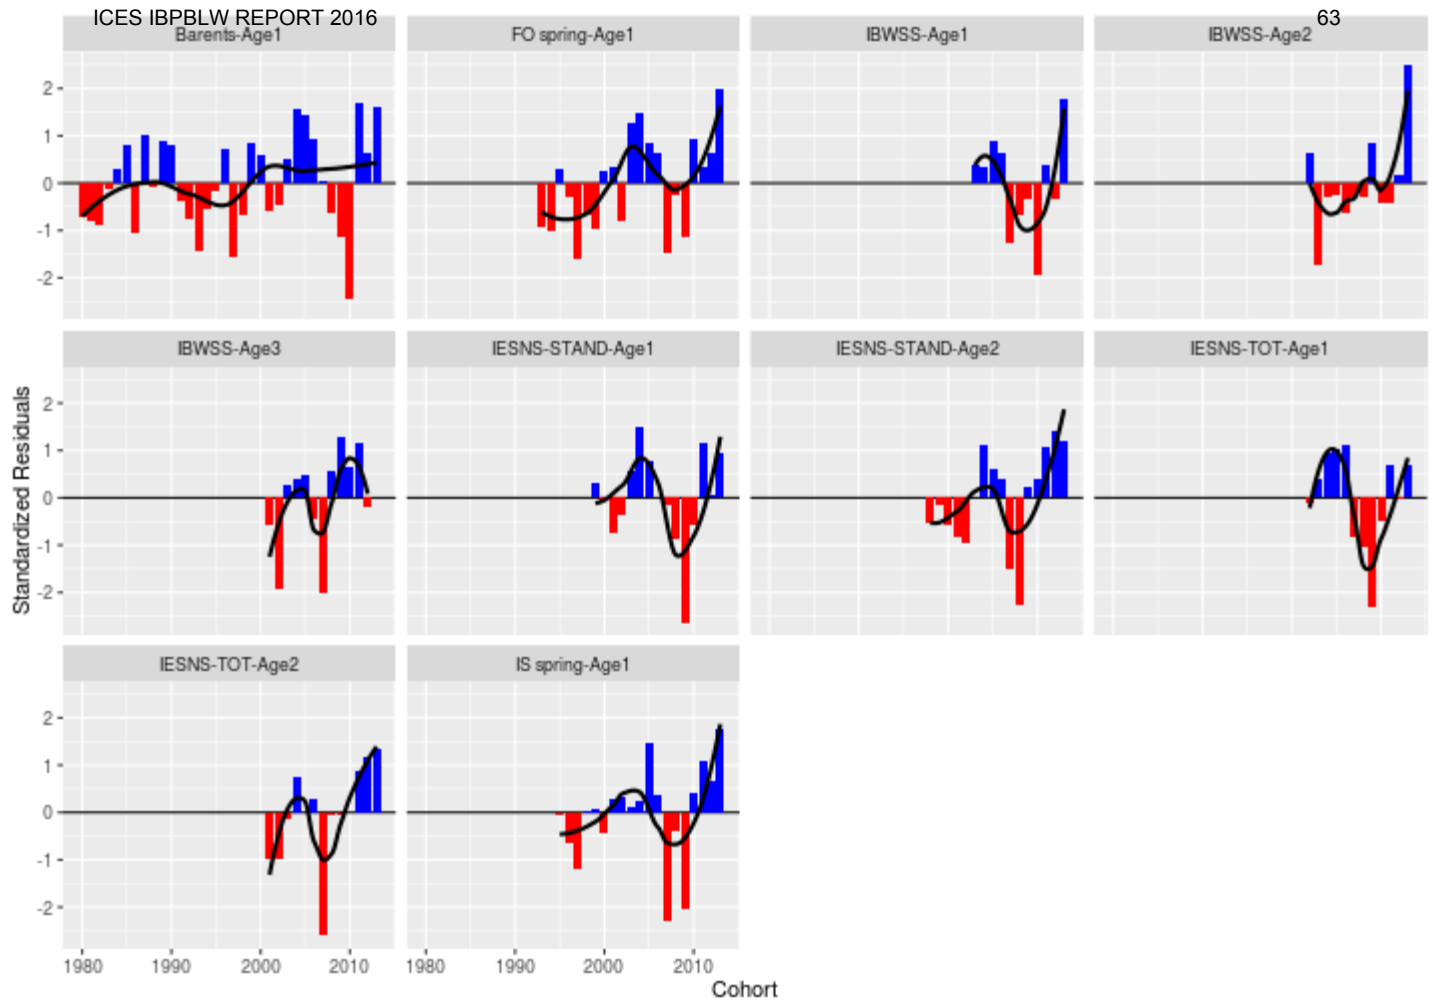 ICES IBPBLW REPORT 2016 63
Barents-Age1 FO spring-Age1 IBWSS-Age1 IBWSS-Age2
2
1
0
-1
-2
IBWSS-Age3 IESNS-STAND-Age1 IESNS-STAND-Age2 IESNS-TOT-Age1
2
1
0
-1
-2
Standardized Residuals
IESNS-TOT-Age2 IS spring-Age1
2
1
0
-1
-2
1980 1990 2000 2010 1980 1990 2000 2010
Cohort